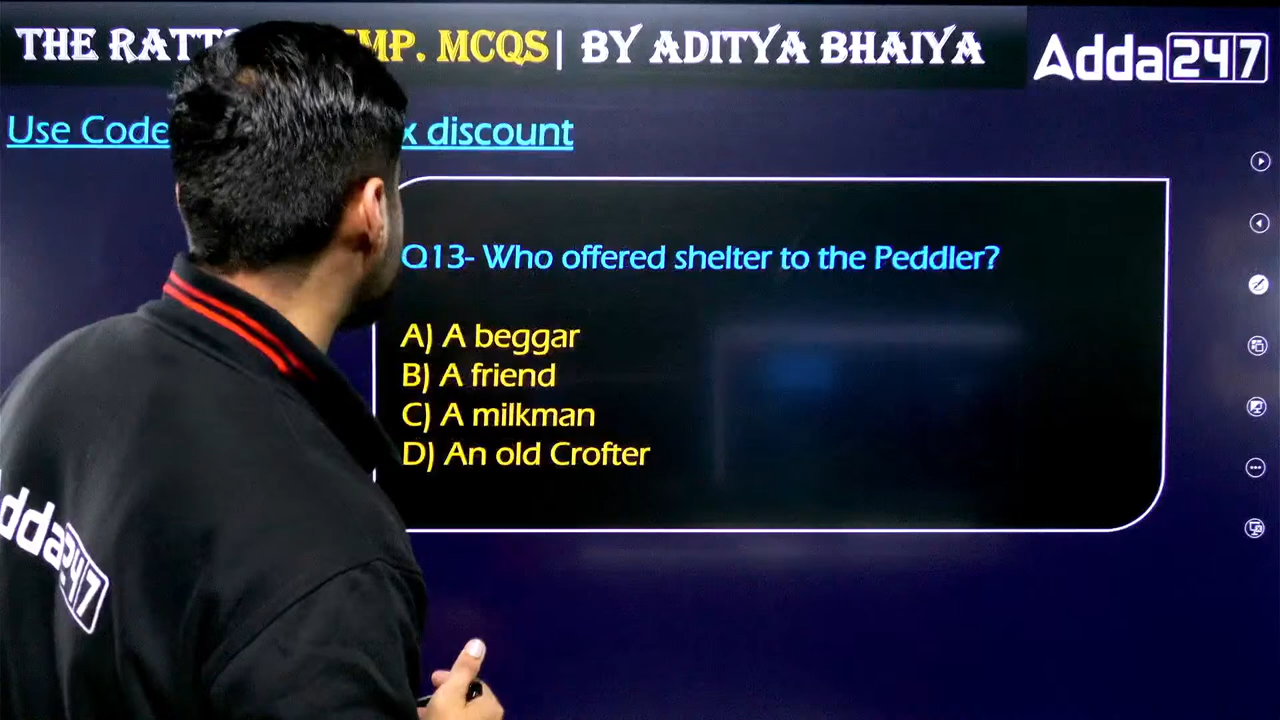 THE RATT IMP. MCQS| BY ADITYA BHAIYA
Adda247
Use Code x discount
Q13- Who offered shelter to the Peddler?
A) A beggar
B) A friend
C) A milkman
D) An old Crofter
dda247